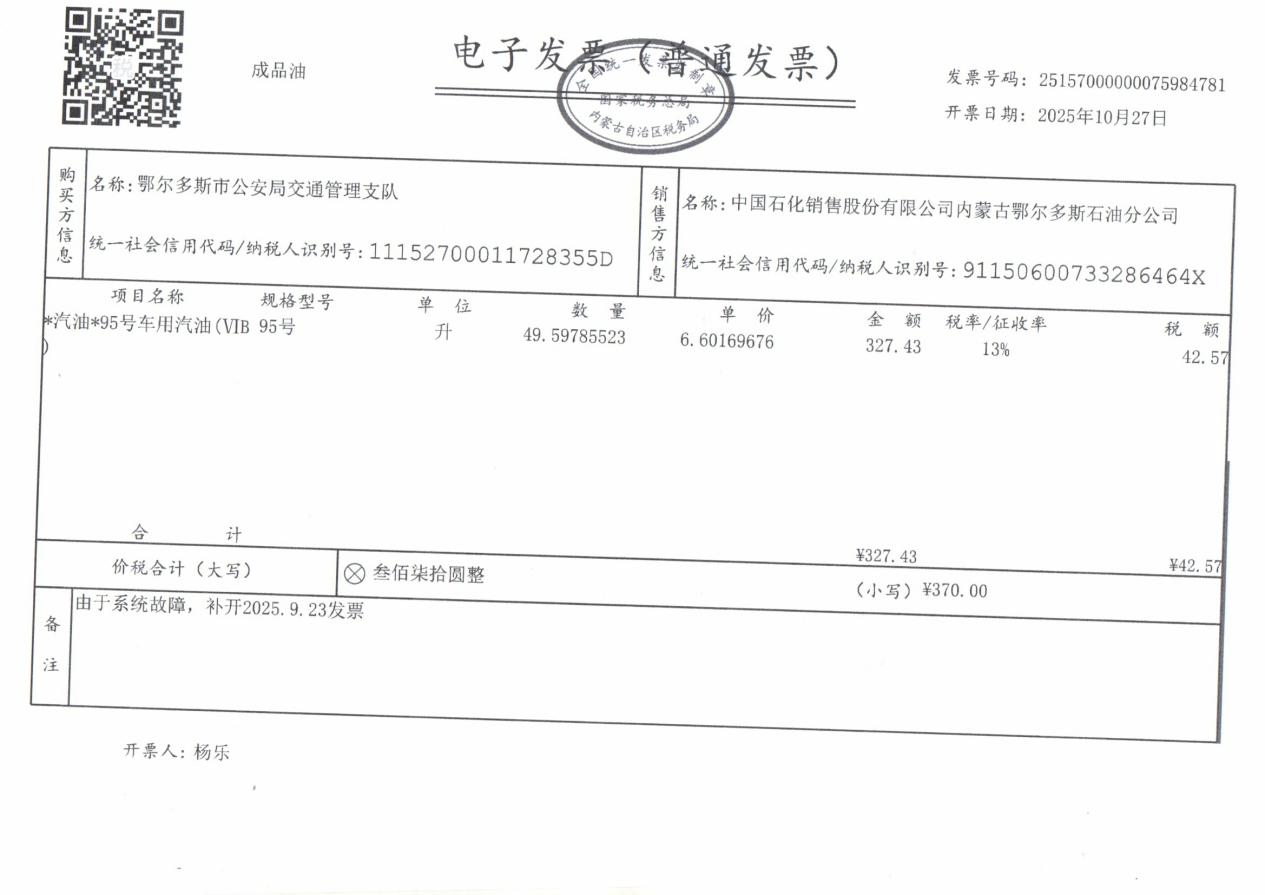 税
成品油
电子发票（普通发票）
全国统一发票监制章
国家税务总局
内蒙古自治区税务局
发票号码：25157000000075984781
开票日期：2025年10月27日
购买方信息
名称：鄂尔多斯市公安局交通管理支队
统一社会信用代码/纳税人识别号：11152700011728355D
销售方信息
名称：中国石化销售股份有限公司内蒙古鄂尔多斯石油分公司
统一社会信用代码/纳税人识别号：91150600733286464X
项目名称 规格型号 单位 数量 单价 金额 税率/征收率 税额
*汽油*95号车用汽油(VIB 95号 升 49.59785523 6.60169676 327.43 13% 42.57
)
合计 ¥327.43 ¥42.57
价税合计（大写） 叁佰柒拾圆整 （小写）¥370.00
备注
由于系统故障，补开2025.9.23发票
开票人：杨乐